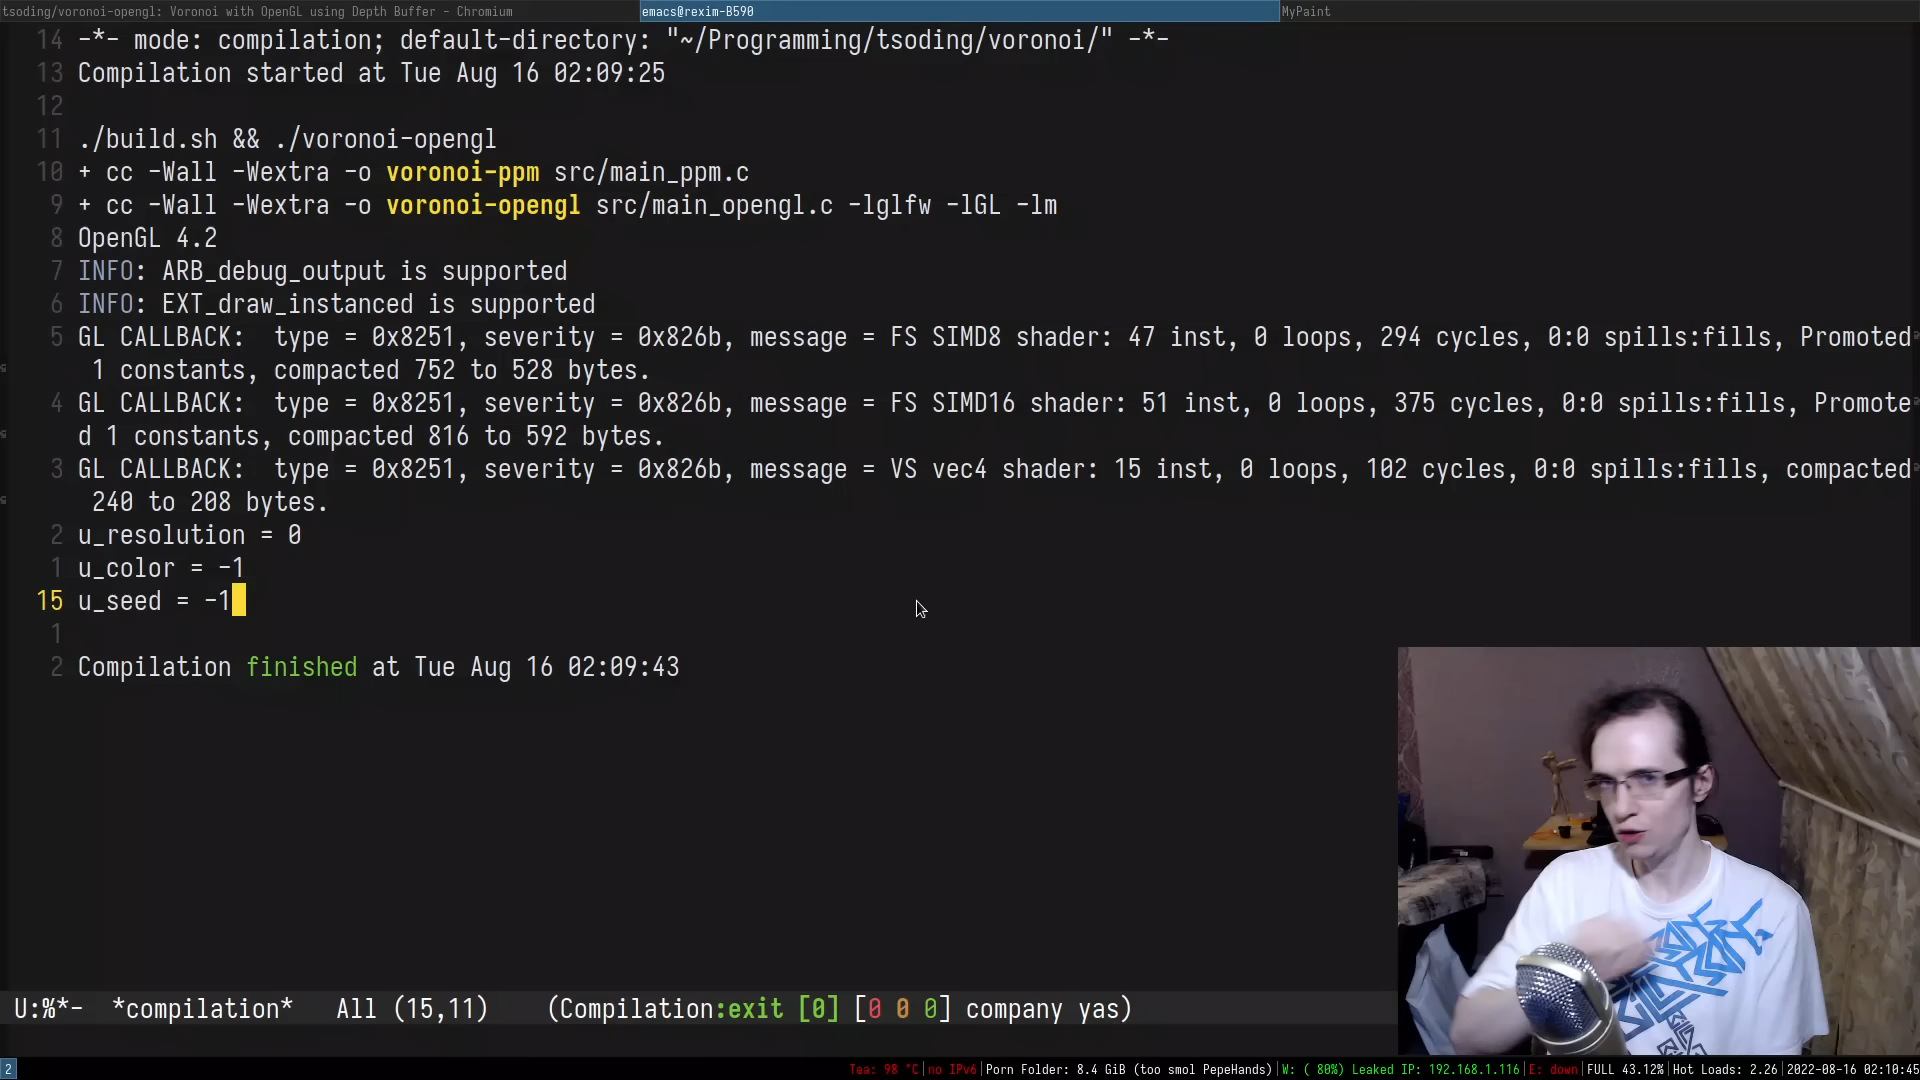 tsoding/voronoi-opengl: Voronoi with OpenGL using Depth Buffer - Chromium
emacs@rexim-B590
MyPaint
14 -*- mode: compilation; default-directory: "~/Programming/tsoding/voronoi/" -*-
13 Compilation started at Tue Aug 16 02:09:25
12
11 ./build.sh && ./voronoi-opengl
10 + cc -Wall -Wextra -o voronoi-ppm src/main_ppm.c
9 + cc -Wall -Wextra -o voronoi-opengl src/main_opengl.c -lglfw -lGL -lm
8 OpenGL 4.2
7 INFO: ARB_debug_output is supported
6 INFO: EXT_draw_instanced is supported
5 GL CALLBACK:  type = 0x8251, severity = 0x826b, message = FS SIMD8 shader: 47 inst, 0 loops, 294 cycles, 0:0 spills:fills, Promoted
1 constants, compacted 752 to 528 bytes.
4 GL CALLBACK:  type = 0x8251, severity = 0x826b, message = FS SIMD16 shader: 51 inst, 0 loops, 375 cycles, 0:0 spills:fills, Promote
d 1 constants, compacted 816 to 592 bytes.
3 GL CALLBACK:  type = 0x8251, severity = 0x826b, message = VS vec4 shader: 15 inst, 0 loops, 102 cycles, 0:0 spills:fills, compacted
240 to 208 bytes.
2 u_resolution = 0
1 u_color = -1
15 u_seed = -1
1
2 Compilation finished at Tue Aug 16 02:09:43
U:%*-  *compilation*   All (15,11)    (Compilation:exit [0] [0 0 0] company yas)
2
Tea: 98 °C|no IPv6|Porn Folder: 8.4 GiB (too smol PepeHands)|W: ( 80%) Leaked IP: 192.168.1.116|E: down|FULL 43.12%|Hot Loads: 2.26|2022-08-16 02:10:45